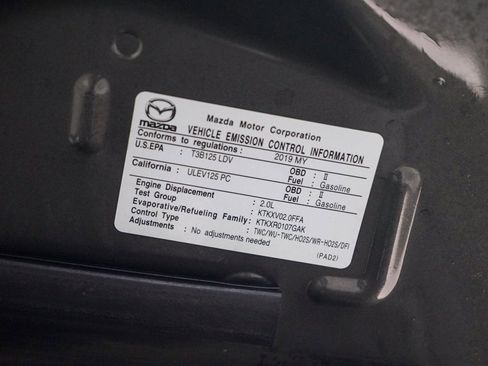 mazda
Mazda Motor Corporation
VEHICLE EMISSION CONTROL INFORMATION
Conforms to regulations: 2019 MY
U.S.EPA : T3B125 LDV OBD : II
Fuel : Gasoline
California : ULEV125 PC OBD : II
Fuel : Gasoline
Engine Displacement : 2.0L
Test Group : KTKXV02.0FFA
Evaporative/Refueling Family: KTKXR0107GAK
Control Type : TWC/WU-TWC/HO2S/WR-HO2S/DFI
Adjustments : No adjustments needed
(PAD2)